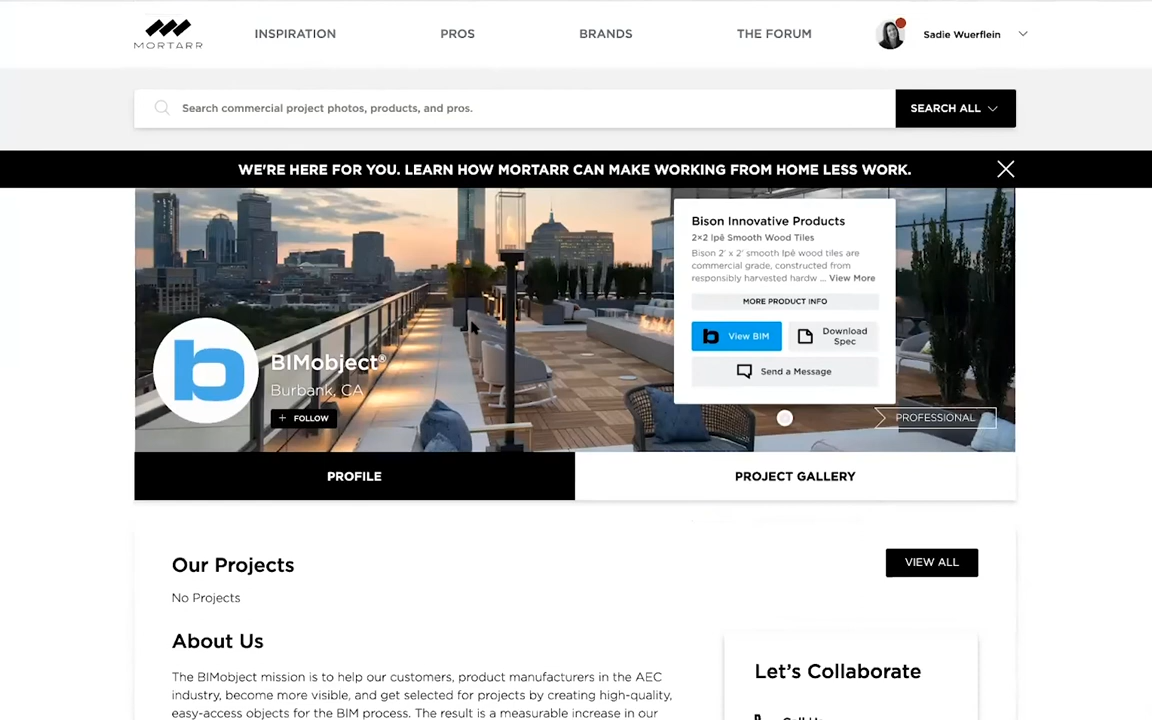 MORTARR
INSPIRATION
PROS
BRANDS
THE FORUM
Sadie Wuerflein
Search commercial project photos, products, and pros.
SEARCH ALL
WE'RE HERE FOR YOU. LEARN HOW MORTARR CAN MAKE WORKING FROM HOME LESS WORK.
Bison Innovative Products
2×2 Ipê Smooth Wood Tiles
Bison 2' x 2' smooth Ipê wood tiles are
commercial grade, constructed from
responsibly harvested hardw ... View More
MORE PRODUCT INFO
b View BIM
Download
Spec
Send a Message
b
BIMobject®
Burbank, CA
+ FOLLOW
PROFESSIONAL
PROFILE
PROJECT GALLERY
Our Projects
VIEW ALL
No Projects
About Us
The BIMobject mission is to help our customers, product manufacturers in the AEC
industry, become more visible, and get selected for projects by creating high-quality,
easy-access objects for the BIM process. The result is a measurable increase in our
Let's Collaborate
Call Us